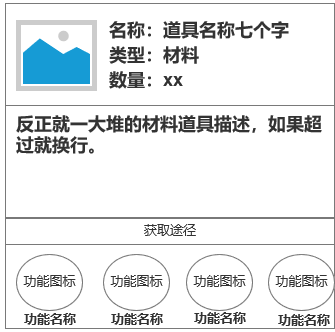 名称：道具名称七个字
类型：材料
数量：xx
反正就一大堆的材料道具描述，如果超
过就换行。
获取途径
功能图标 功能图标 功能图标 功能图标
功能名称 功能名称 功能名称 功能名称